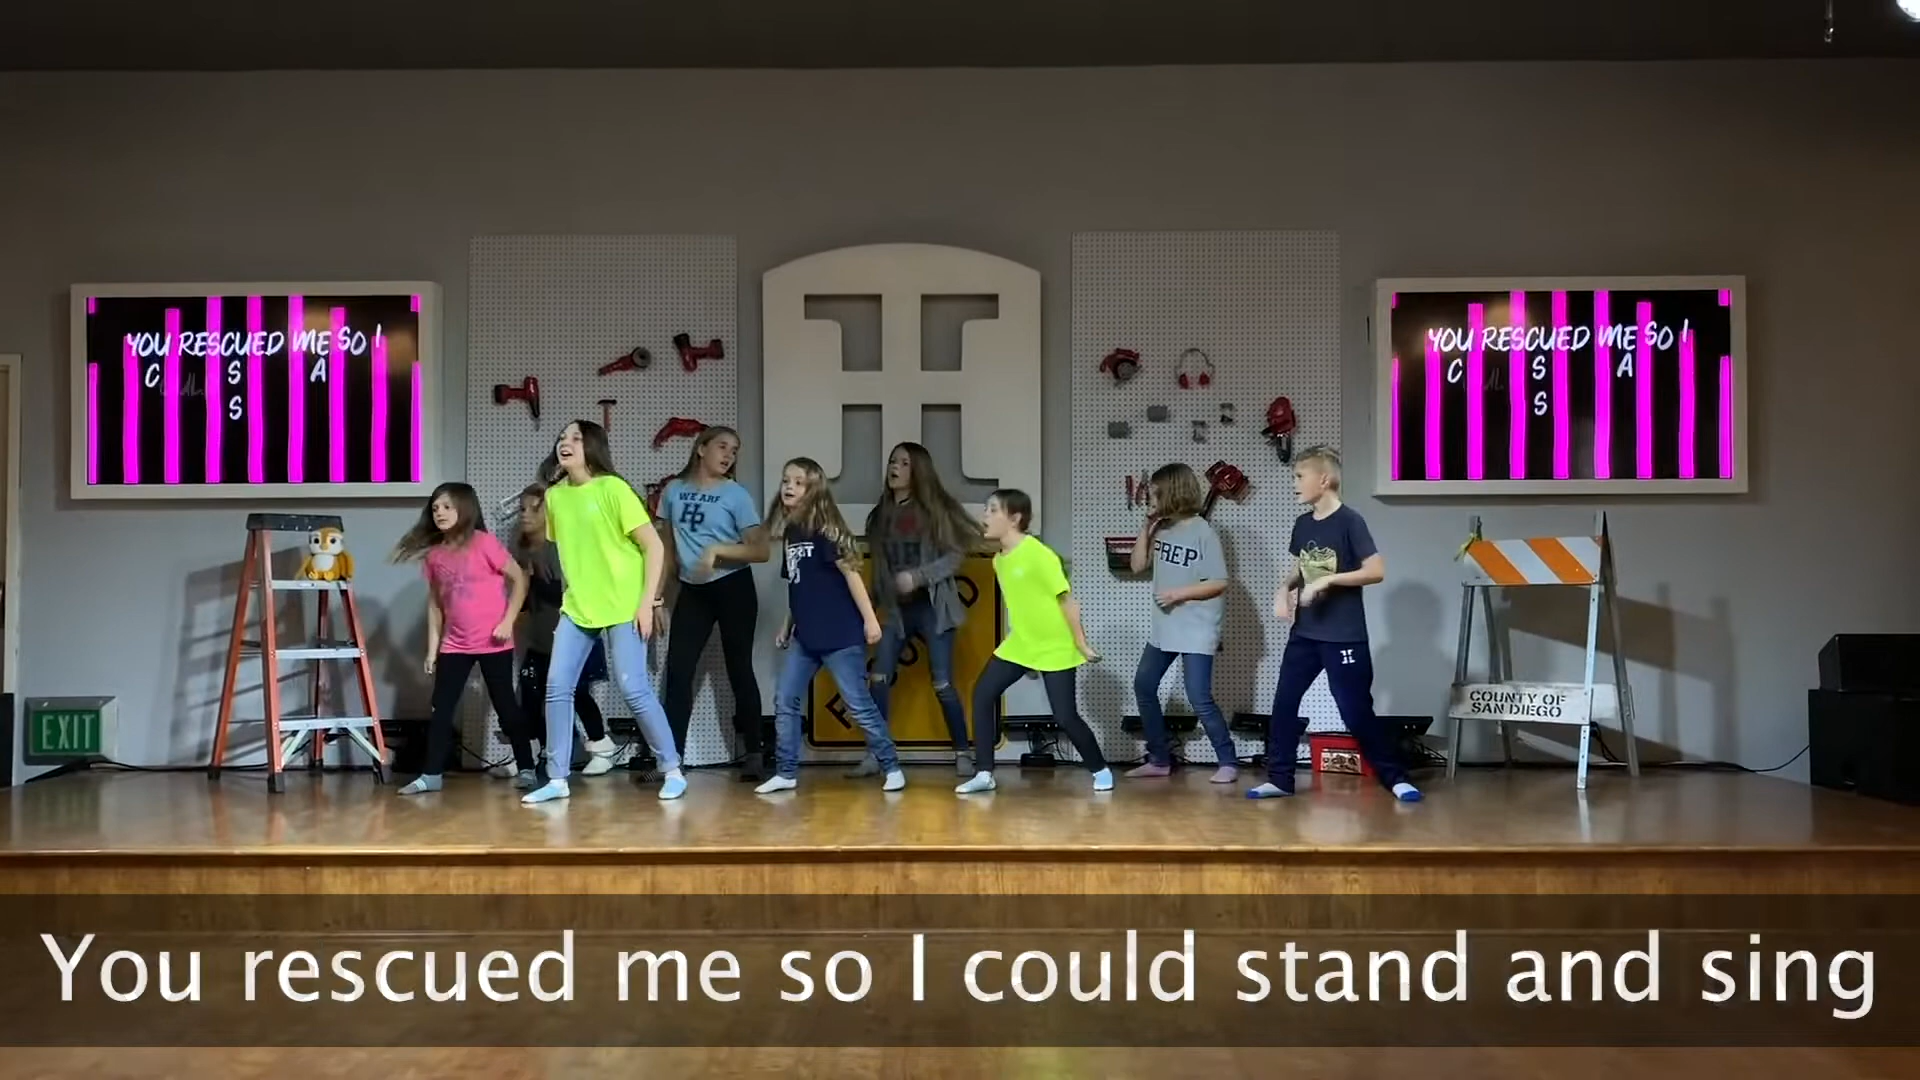 YOU RESCUED ME SO I
C S A
S
YOU RESCUED ME SO I
C S A
S
WE ARE
HP
PREP
EXIT
COUNTY OF
SAN DIEGO
You rescued me so I could stand and sing